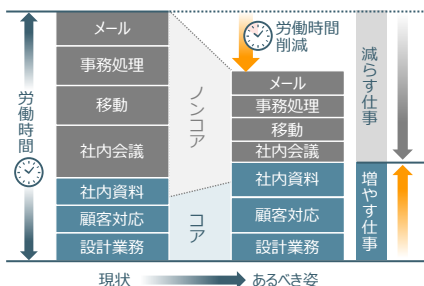 労働時間
メール
事務処理
移動
社内会議
社内資料
顧客対応
設計業務
ノンコア
コア
労働時間
削減
メール
事務処理
移動
社内会議
社内資料
顧客対応
設計業務
減らす仕事
増やす仕事
現状
あるべき姿